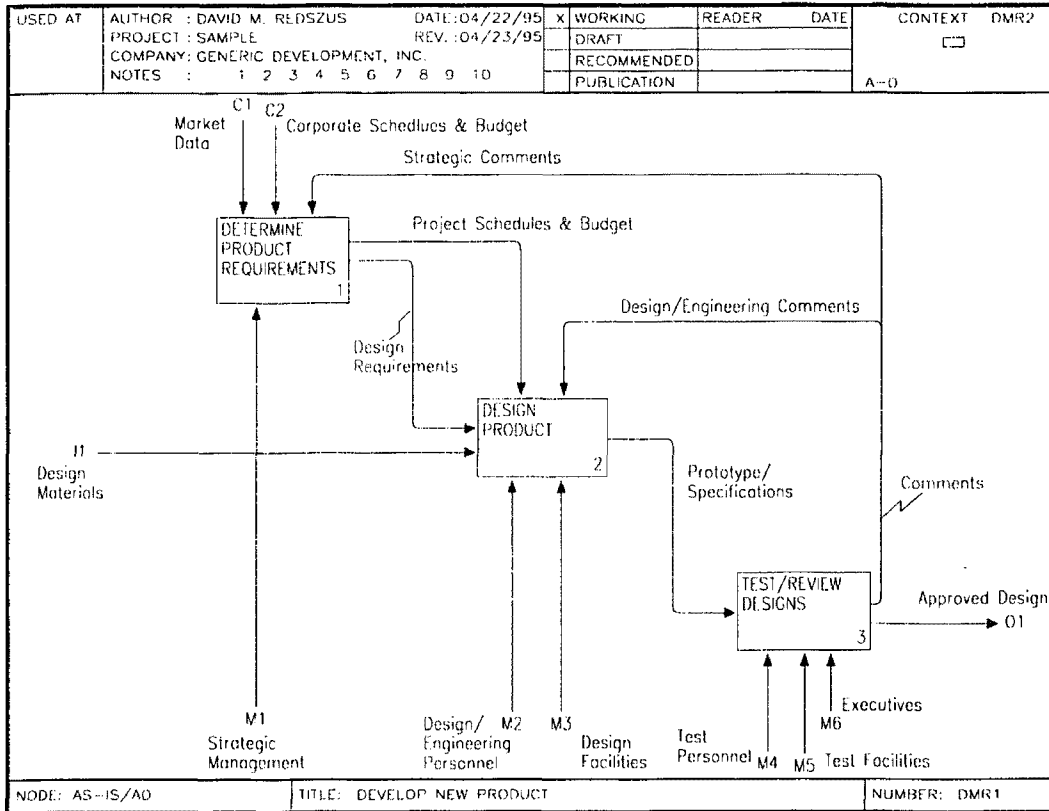 USED AT
AUTHOR : DAVID M. REDSZUS
DATE:04/22/95
X
WORKING
READER
DATE
CONTEXT
DMR2
PROJECT : SAMPLE
REV. :04/23/95
DRAFT
COMPANY: GENERIC DEVELOPMENT, INC.
RECOMMENDED
NOTES : 1 2 3 4 5 6 7 8 9 10
PUBLICATION
A-0
C1
C2
Market
Data
Corporate Schedlues & Budget
Strategic Comments
DETERMINE
PRODUCT
REQUIREMENTS
1
Project Schedules & Budget
Design/Engineering Comments
Design
Requirements
DESIGN
PRODUCT
2
I1
Design
Materials
Prototype/
Specifications
Comments
TEST/REVIEW
DESIGNS
3
Approved Design
O1
M1
Strategic
Management
Design/
Engineering
Personnel
M2
M3
Design
Facilities
Test
Personnel
M4
M5
Test Facilities
M6
Executives
NODE: AS-IS/A0
TITLE: DEVELOP NEW PRODUCT
NUMBER: DMR1